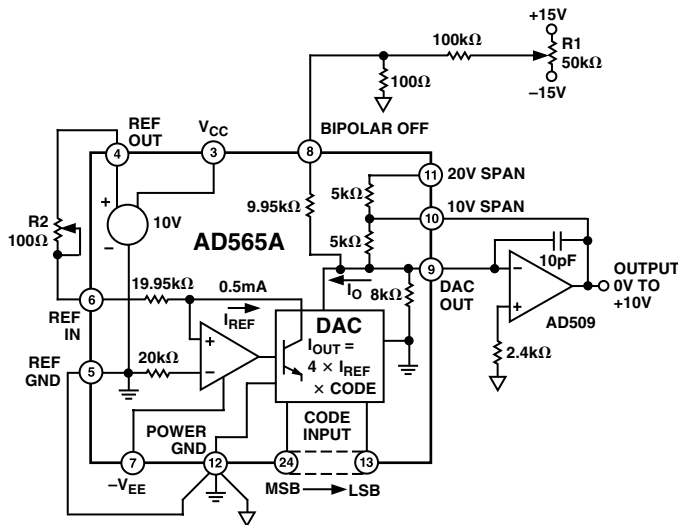 +15V
100kΩ
R1
50kΩ
100Ω
–15V
REF
OUT
VCC
BIPOLAR OFF
4
3
8
11
20V SPAN
5kΩ
R2
100Ω
+
–
10V
9.95kΩ
10
10V SPAN
AD565A
5kΩ
10pF
19.95kΩ
0.5mA
9
–
OUTPUT
0V TO
+10V
6
IO
DAC
OUT
REF
IN
IREF
8kΩ
+
AD509
DAC
REF
GND
+
IOUT =
4 × IREF
× CODE
2.4kΩ
5
20kΩ
–
POWER
GND
CODE
INPUT
7
12
24
13
–VEE
MSB
LSB